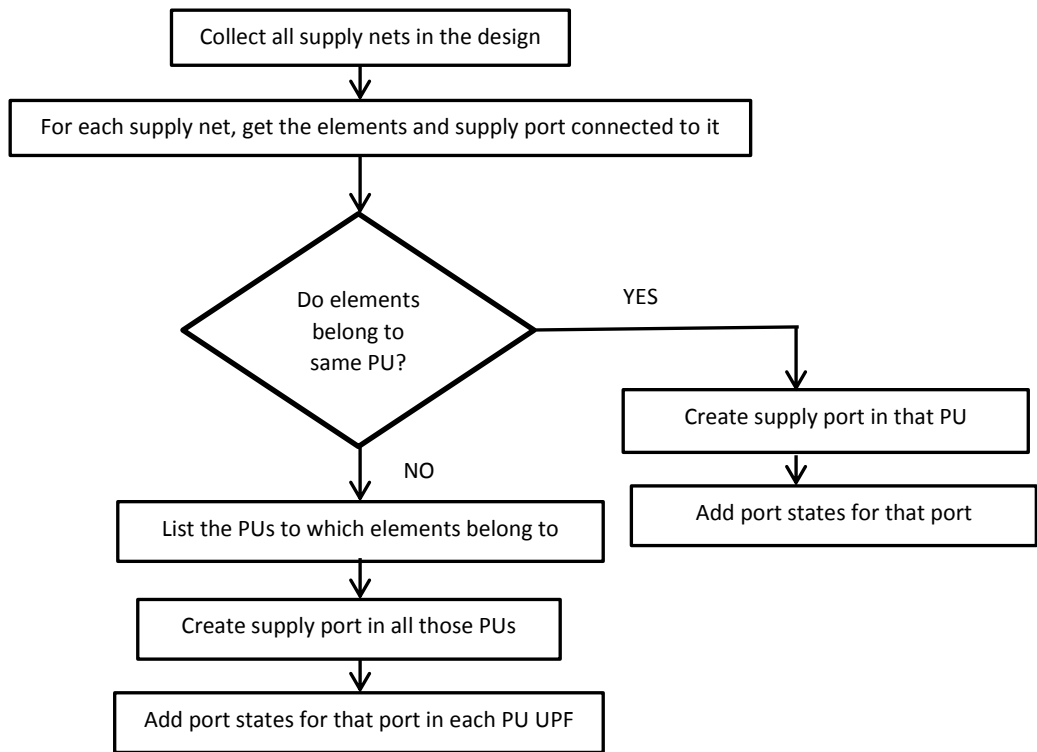 Collect all supply nets in the design
For each supply net, get the elements and supply port connected to it
Do elements
belong to
same PU?
YES
Create supply port in that PU
Add port states for that port
NO
List the PUs to which elements belong to
Create supply port in all those PUs
Add port states for that port in each PU UPF